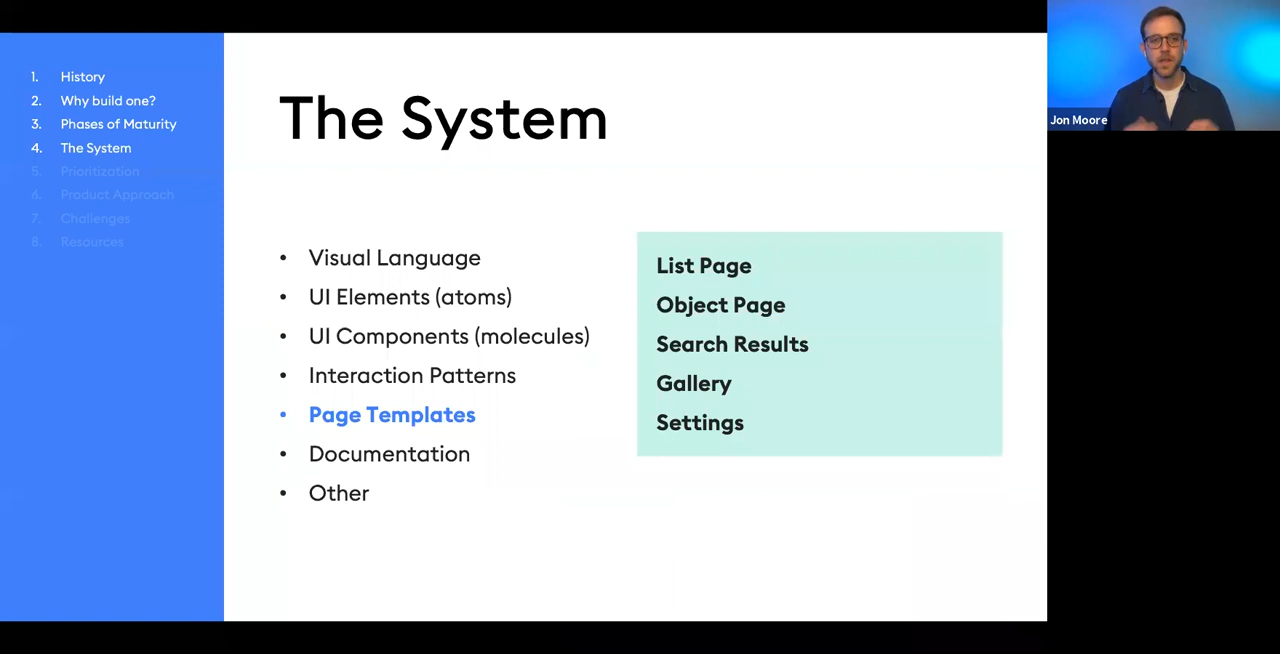 1. History
2. Why build one?
3. Phases of Maturity
4. The System
5. Prioritization
6. Product Approach
7. Challenges
8. Resources
The System
• Visual Language
• UI Elements (atoms)
• UI Components (molecules)
• Interaction Patterns
• Page Templates
• Documentation
• Other
List Page
Object Page
Search Results
Gallery
Settings
Jon Moore